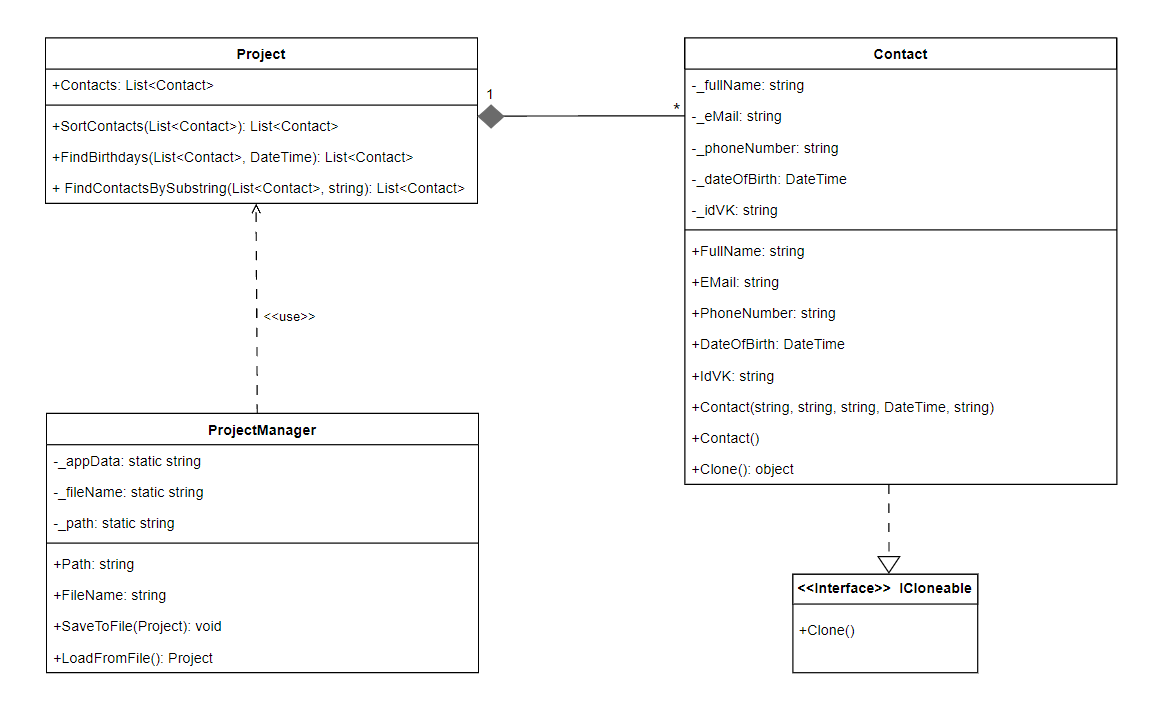 Project
+Contacts: List<Contact>
+SortContacts(List<Contact>): List<Contact>
+FindBirthdays(List<Contact>, DateTime): List<Contact>
+ FindContactsBySubstring(List<Contact>, string): List<Contact>
1
*
Contact
-_fullName: string
-_eMail: string
-_phoneNumber: string
-_dateOfBirth: DateTime
-_idVK: string
+FullName: string
+EMail: string
+PhoneNumber: string
+DateOfBirth: DateTime
+IdVK: string
+Contact(string, string, string, DateTime, string)
+Contact()
+Clone(): object
<<use>>
ProjectManager
-_appData: static string
-_fileName: static string
-_path: static string
+Path: string
+FileName: string
+SaveToFile(Project): void
+LoadFromFile(): Project
<<Interface>> ICloneable
+Clone()